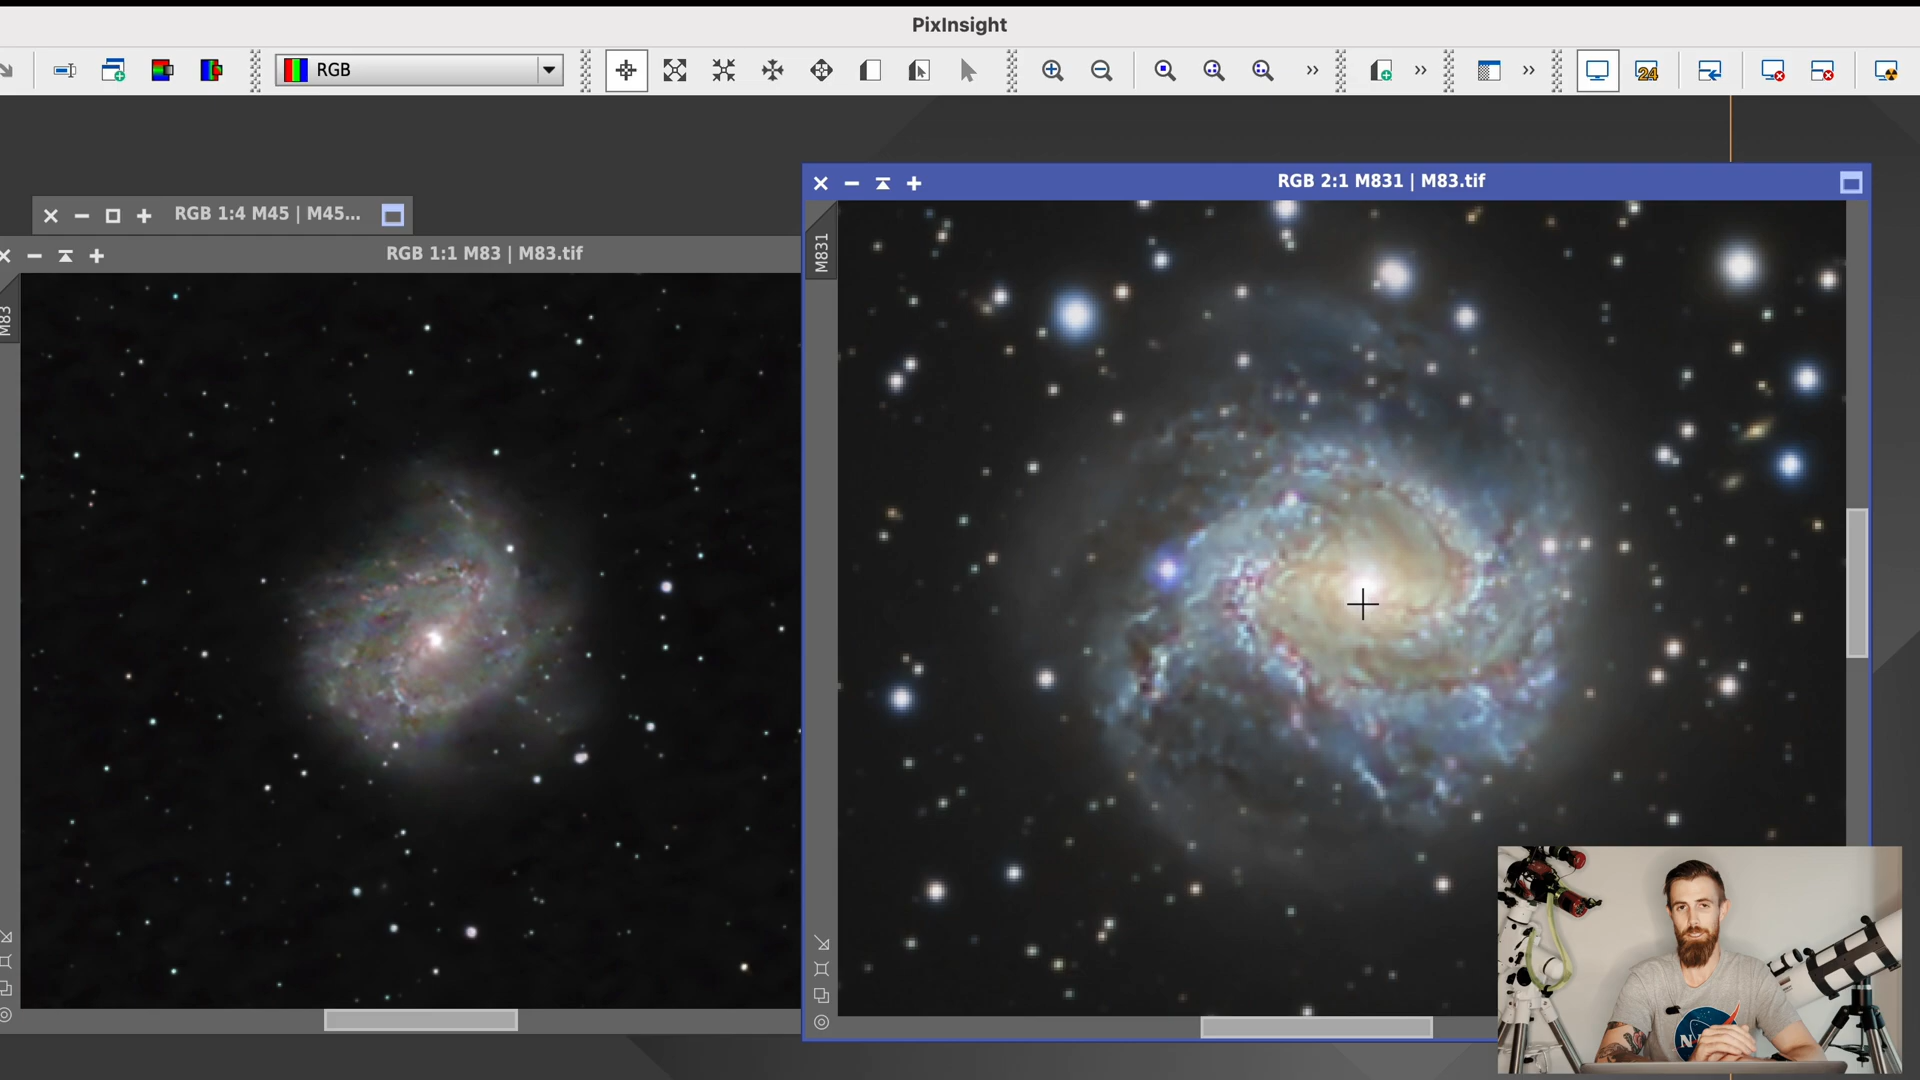 PixInsight
RGB
24
RGB 2:1 M831 | M83.tif
RGB 1:4 M45 | M45...
RGB 1:1 M83 | M83.tif
M831
M83